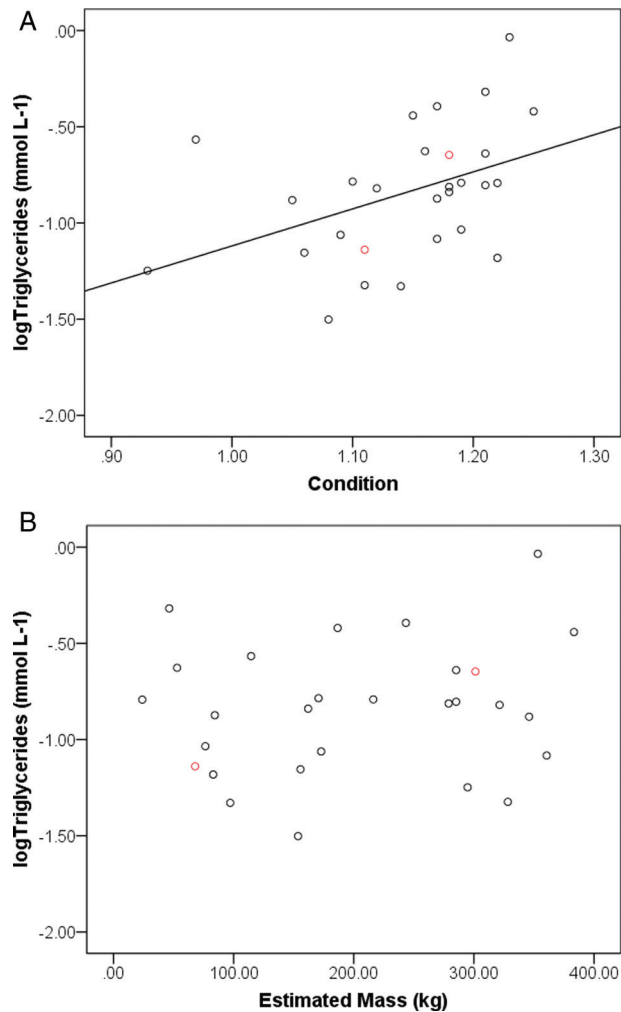 A
logTriglycerides (mmol L-1)
.00
-.50
-1.00
-1.50
-2.00
.90 1.00 1.10 1.20 1.30
Condition
B
logTriglycerides (mmol L-1)
.00
-.50
-1.00
-1.50
-2.00
.00 100.00 200.00 300.00 400.00
Estimated Mass (kg)